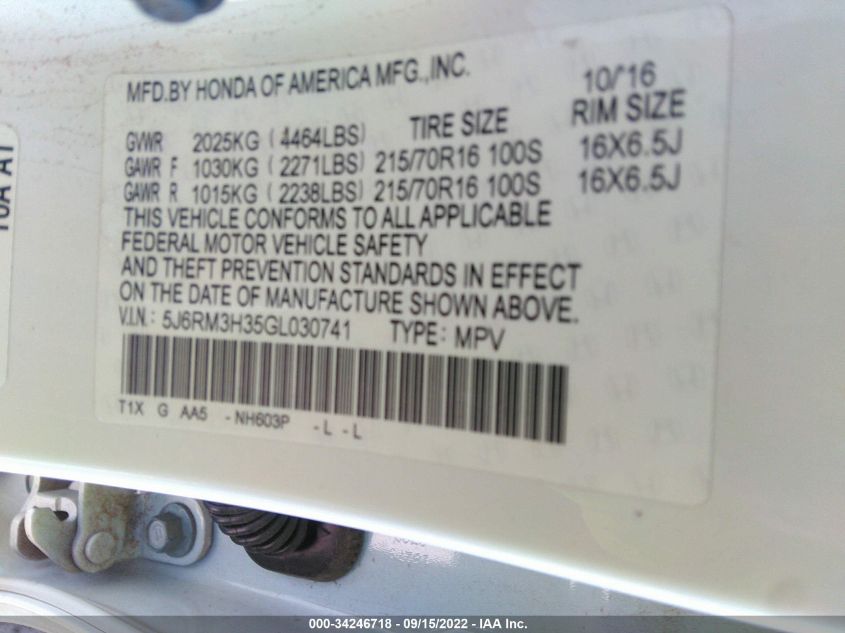 MFD.BY HONDA OF AMERICA MFG.,INC. 10/'16
GVWR 2025KG (4464LBS) TIRE SIZE RIM SIZE
GAWR F 1030KG (2271LBS) 215/70R16 100S 16X6.5J
GAWR R 1015KG (2238LBS) 215/70R16 100S 16X6.5J
THIS VEHICLE CONFORMS TO ALL APPLICABLE
FEDERAL MOTOR VEHICLE SAFETY
AND THEFT PREVENTION STANDARDS IN EFFECT
ON THE DATE OF MANUFACTURE SHOWN ABOVE.
V.I.N.: 5J6RM3H35GL030741 TYPE: MPV
T1X G AA5 -NH603P -L -L
000-34246718 - 09/15/2022 - IAA Inc.